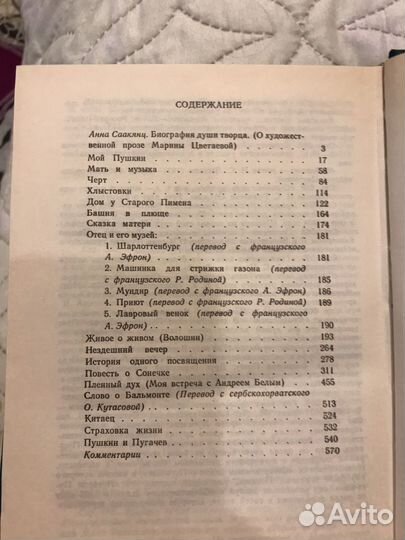 СОДЕРЖАНИЕ
Анна Саакянц. Биография души творца. (О художест-
венной прозе Марины Цветаевой) . . . . . 3
Мой Пушкин . . . . . 17
Мать и музыка . . . . . 58
Черт . . . . . 84
Хлыстовки . . . . . 114
Дом у Старого Пимена . . . . . 122
Башня в плюще . . . . . 164
Сказка матери . . . . . 174
Отец и его музей: . . . . . 181
1. Шарлоттенбург (перевод с французского
А. Эфрон) . . . . . 181
2. Машинка для стрижки газона (перевод
с французского Р. Родиной) . . . . . 185
3. Мундир (перевод с французского А. Эфрон) . 186
4. Приют (перевод с французского Р. Родиной) . 189
5. Лавровый венок (перевод с французского
А. Эфрон) . . . . . 190
Живое о живом (Волошин) . . . . . 193
Нездешний вечер . . . . . 264
История одного посвящения . . . . . 278
Повесть о Сонечке . . . . . 311
Пленный дух (Моя встреча с Андреем Белым) . 455
Слово о Бальмонте (Перевод с сербскохорватского
О. Кутасовой) . . . . . 513
Китаец . . . . . 524
Страховка жизни . . . . . 532
Пушкин и Пугачев . . . . . 540
Комментарии . . . . . 570
Avito